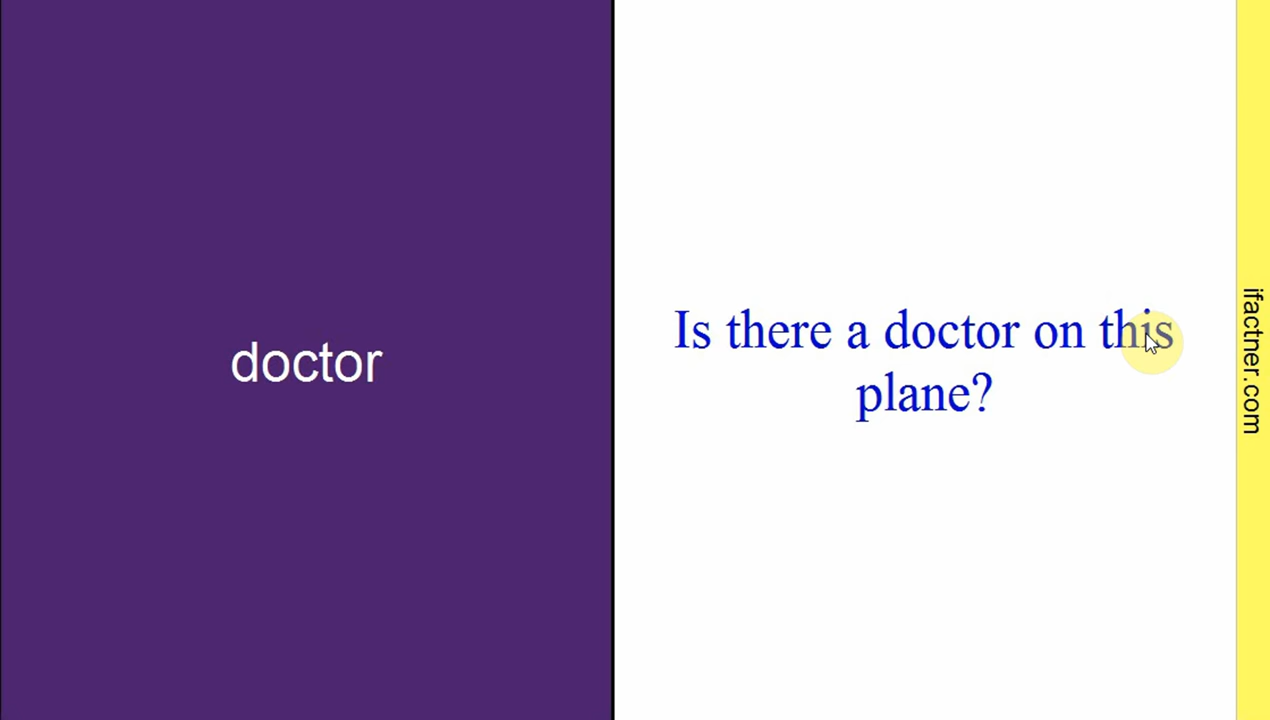 doctor
Is there a doctor on this
plane?
ifactner.com